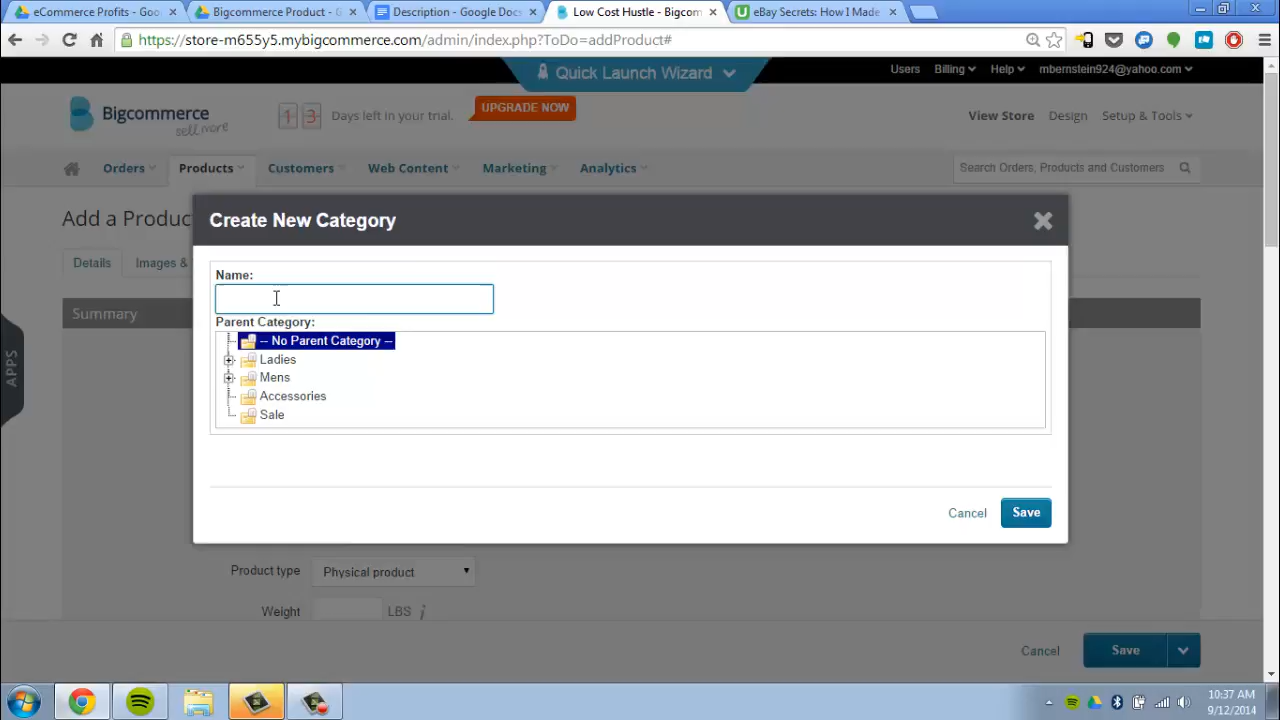 eCommerce Profits - Goo
Bigcommerce Product - G
Description - Google Docs
Low Cost Hustle - Bigcom
eBay Secrets: How I Made
https://store-m655y5.mybigcommerce.com/admin/index.php?ToDo=addProduct#
Quick Launch Wizard
Users
Billing
Help
mbernstein924@yahoo.com
Bigcommerce
sell more
13
Days left in your trial.
UPGRADE NOW
View Store
Design
Setup & Tools
Orders
Products
Customers
Web Content
Marketing
Analytics
Search Orders, Products and Customers
Add a Produc
Create New Category
Details
Images &
Name:
Summary
Parent Category:
-- No Parent Category --
Ladies
Mens
Accessories
Sale
APPS
Cancel
Save
Product type
Physical product
Weight
LBS
i
Cancel
Save
10:37 AM
9/12/2014